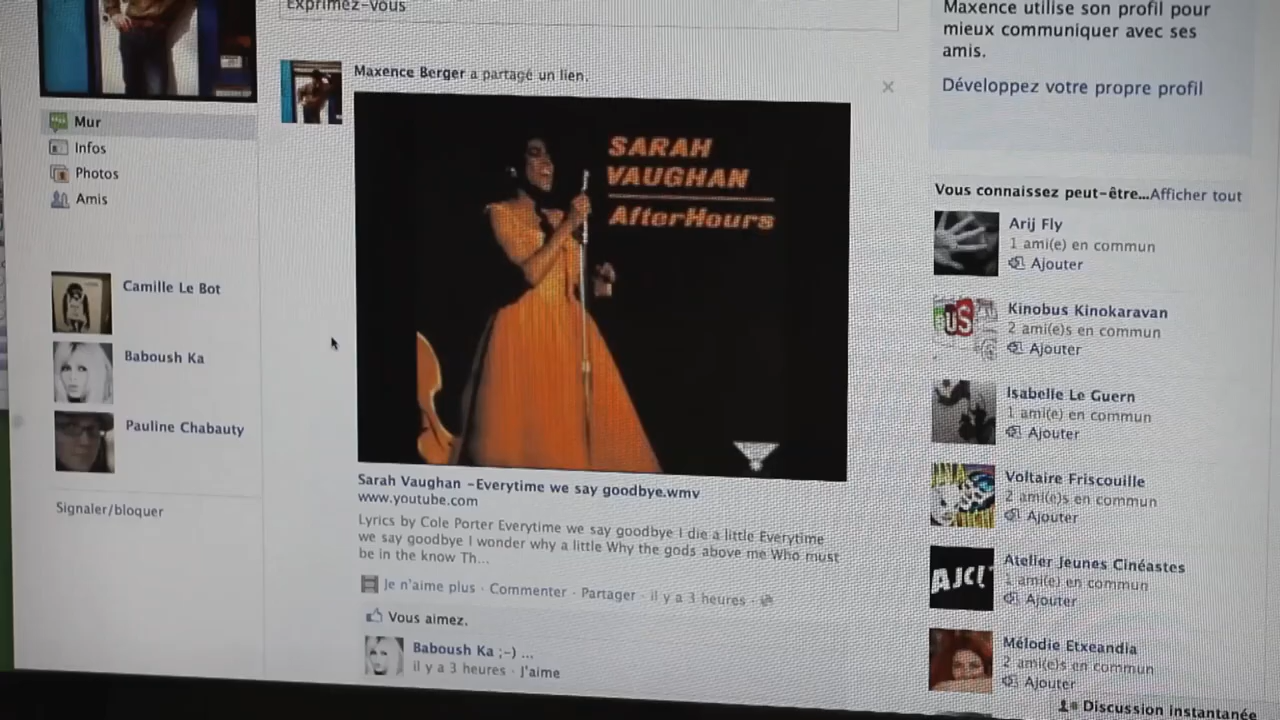 Exprimez-vous
Maxence Berger a partagé un lien.
SARAH
VAUGHAN
AfterHours
Sarah Vaughan -Everytime we say goodbye.wmv
www.youtube.com
Lyrics by Cole Porter Everytime we say goodbye I die a little Everytime
we say goodbye I wonder why a little Why the gods above me Who must
be in the know Th...
Je n'aime plus · Commenter · Partager · il y a 3 heures ·
Vous aimez.
Baboush Ka ;-) ...
il y a 3 heures · J'aime
Mur
Infos
Photos
Amis
Camille Le Bot
Baboush Ka
Pauline Chabauty
Signaler/bloquer
Maxence utilise son profil pour
mieux communiquer avec ses
amis.
Développez votre propre profil
Vous connaissez peut-être... Afficher tout
Arij Fly
1 ami(e) en commun
Ajouter
US
Kinobus Kinokaravan
2 ami(e)s en commun
Ajouter
Isabelle Le Guern
1 ami(e) en commun
Ajouter
Voltaire Friscouille
2 ami(e)s en commun
Ajouter
AJC!
Atelier Jeunes Cinéastes
1 ami(e) en commun
Ajouter
Mélodie Etxeandia
2 ami(e)s en commun
Ajouter
Discussion instantanée